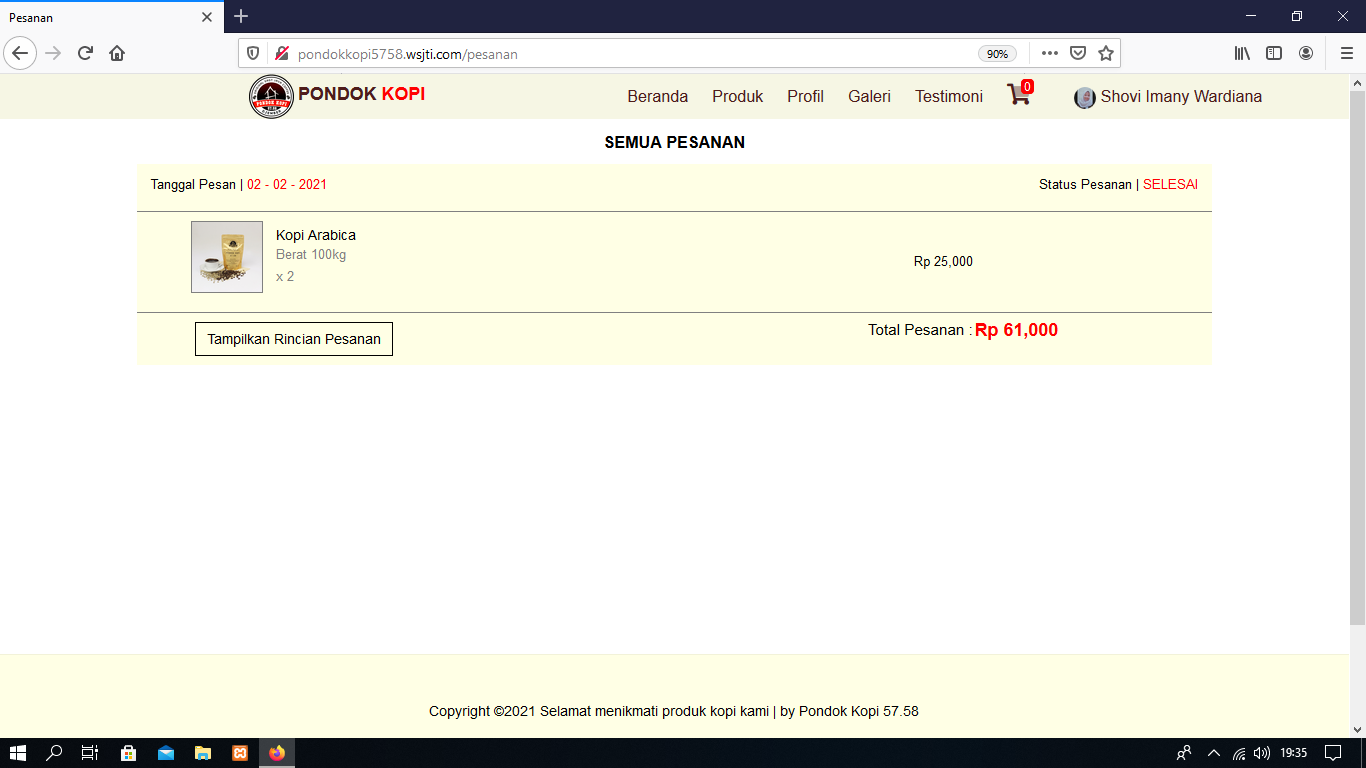 Pesanan
pondokkopi5758.wsjti.com/pesanan
90%
PONDOK KOPI
PONDOK KOPI
Beranda
Produk
Profil
Galeri
Testimoni
0
Shovi Imany Wardiana
SEMUA PESANAN
Tanggal Pesan | 02 - 02 - 2021
Status Pesanan | SELESAI
Kopi Arabica
Berat 100kg
x 2
Rp 25,000
Tampilkan Rincian Pesanan
Total Pesanan : Rp 61,000
Copyright ©2021 Selamat menikmati produk kopi kami | by Pondok Kopi 57.58
19:35